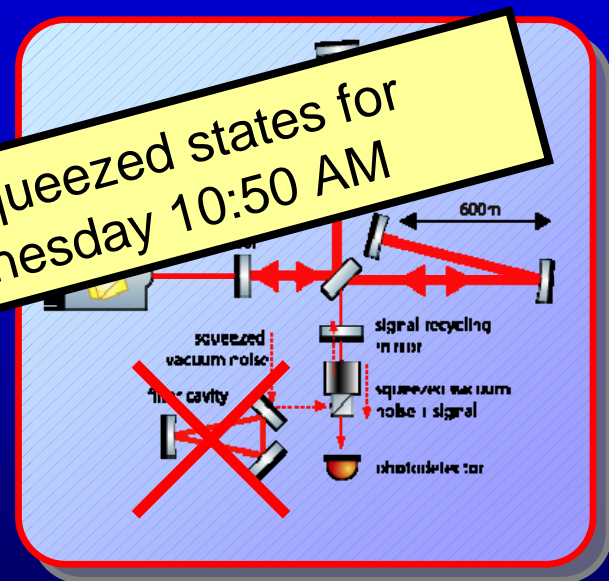 queezed states for
nesday 10:50 AM
600m
signal recycling
mirror
squeezed
vacuum noise
filter cavity
squeezed vacuum
noise + signal
photodetector